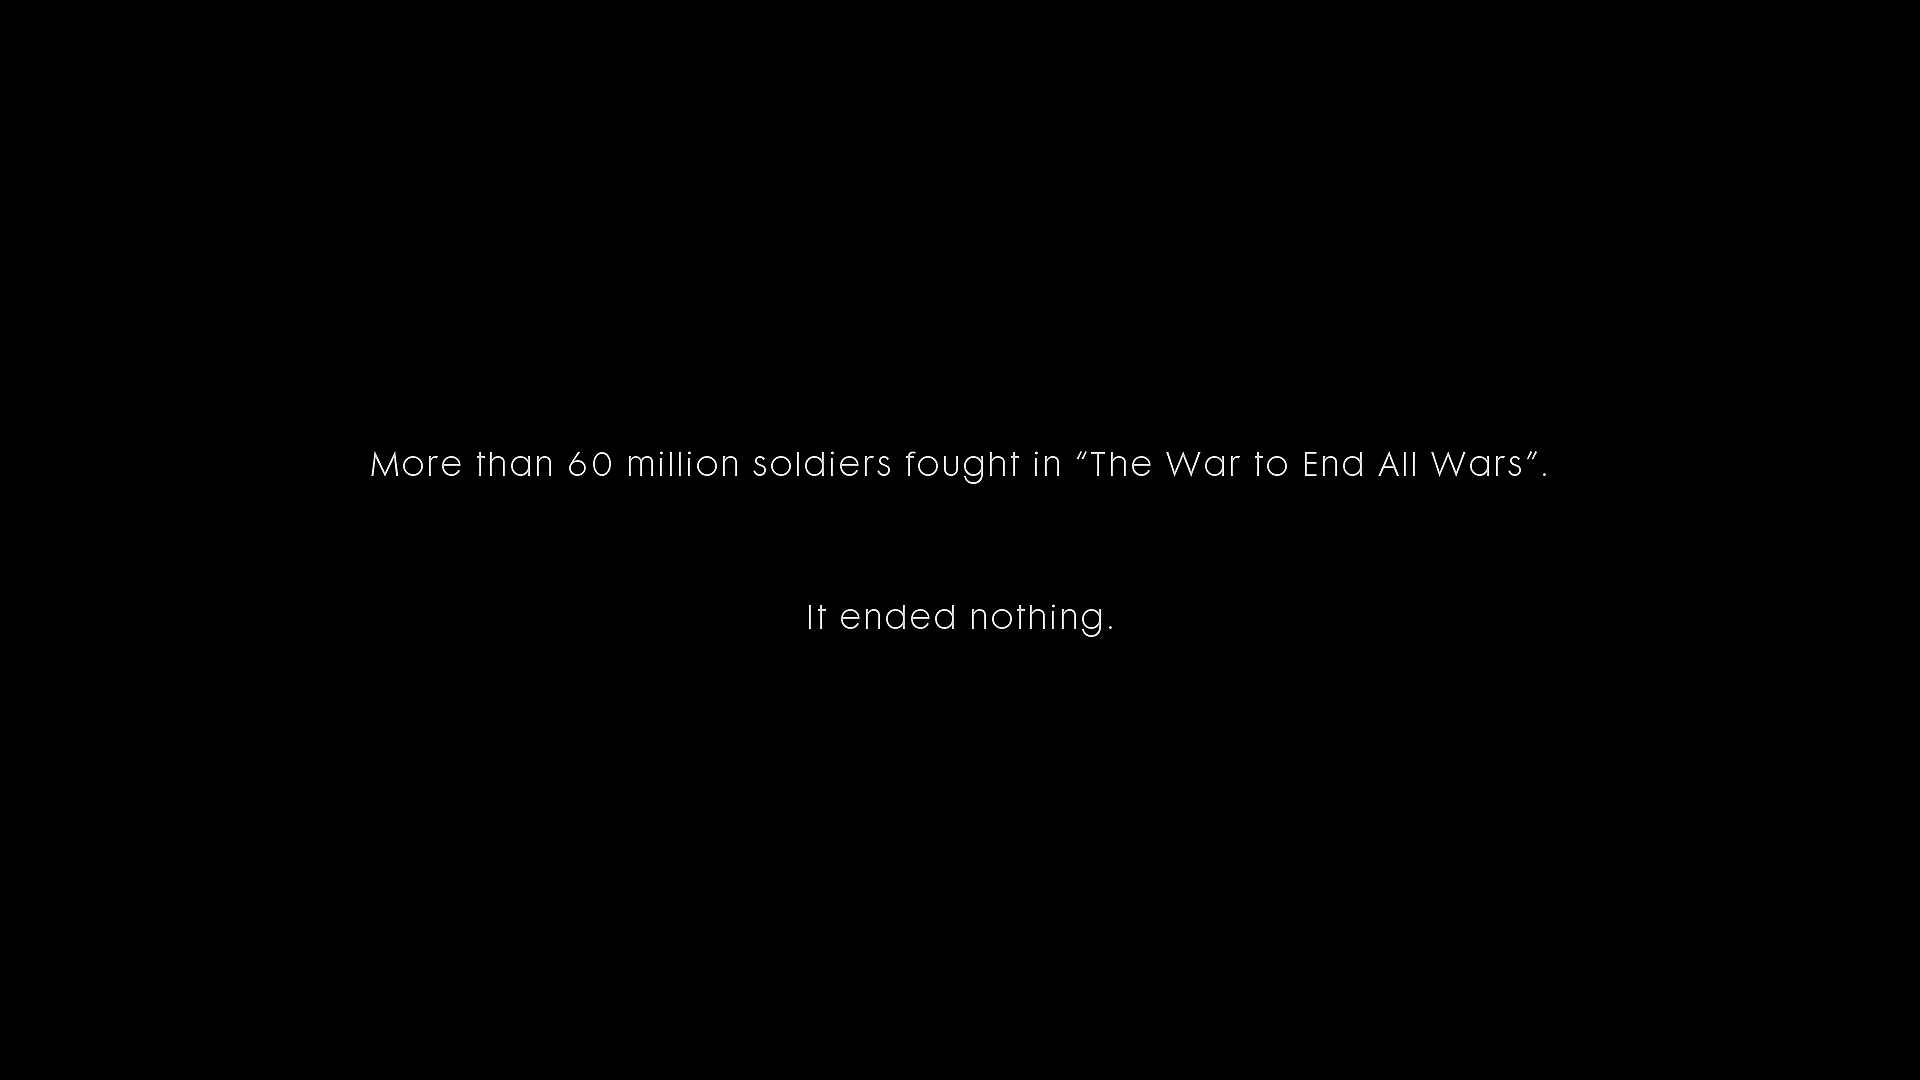 More than 60 million soldiers fought in “The War to End All Wars”.
It ended nothing.